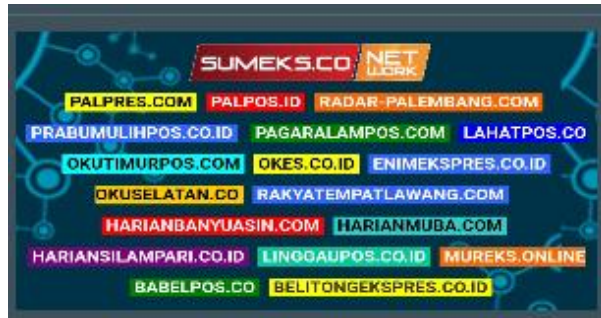 SUMEKS.CO NETWORK
PALPRES.COM PALPOS.ID RADAR-PALEMBANG.COM
PRABUMULIHPOS.CO.ID PAGARALAMPOS.COM LAHATPOS.CO
OKUTIMURPOS.COM OKES.CO.ID ENIMEKSPRES.CO.ID
OKUSELATAN.CO RAKYATEMPATLAWANG.COM
HARIANBANYUASIN.COM HARIANMUBA.COM
HARIANSILAMPARI.CO.ID LINGGAUPOS.CO.ID MUREKS.ONLINE
BABELPOS.CO BELITONGEKSPRES.CO.ID